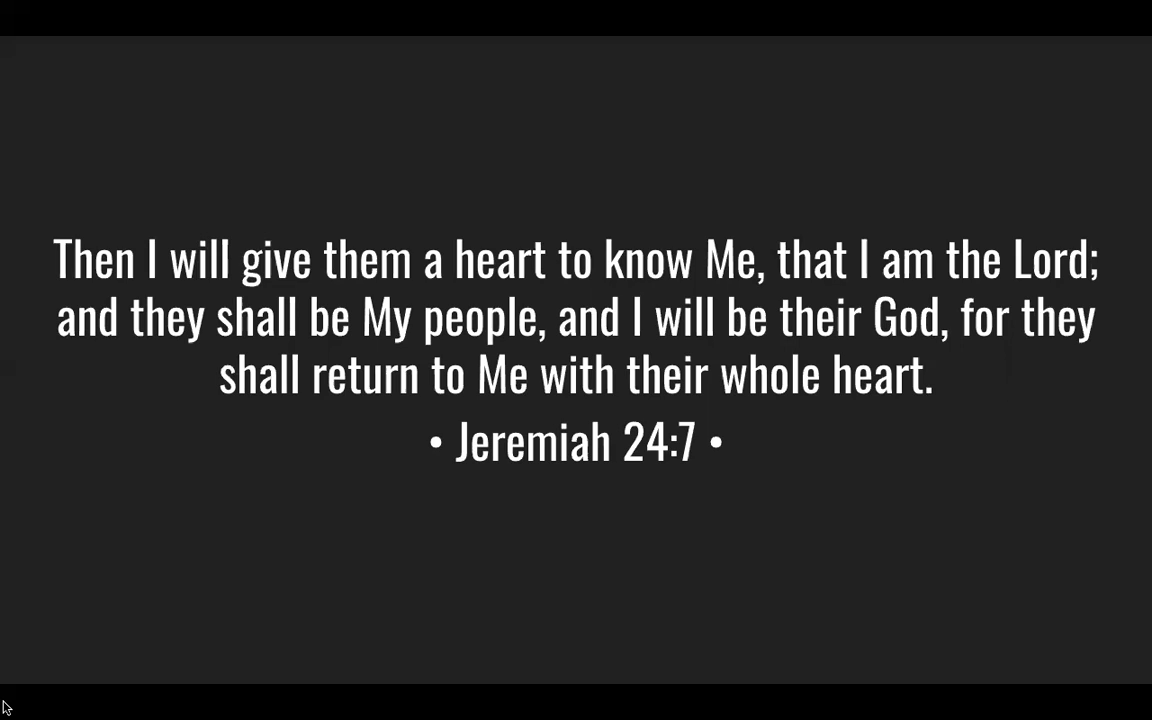 Then I will give them a heart to know Me, that I am the Lord;
and they shall be My people, and I will be their God, for they
shall return to Me with their whole heart.
• Jeremiah 24:7 •